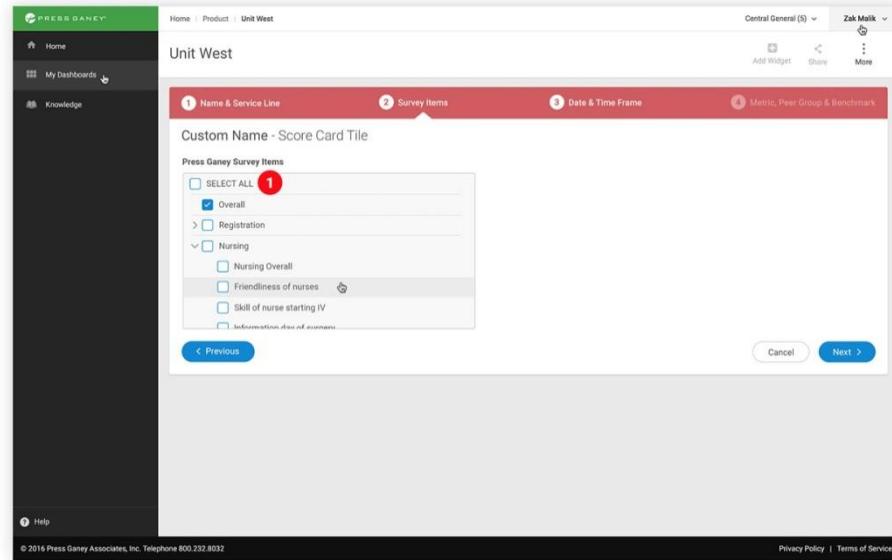 PRESS GANEY
Home | Product | Unit West
Central General (5)
Zak Malik
Home
My Dashboards
Knowledge
Unit West
Add Widget
Share
More
1 Name & Service Line
2 Survey Items
3 Date & Time Frame
4 Metric, Peer Group & Benchmark
Custom Name - Score Card Tile
Press Ganey Survey Items
SELECT ALL 1
Overall
Registration
Nursing
Nursing Overall
Friendliness of nurses
Skill of nurse starting IV
Information day of surgery
< Previous
Cancel
Next >
Help
© 2016 Press Ganey Associates, Inc. Telephone 800.232.8032
Privacy Policy | Terms of Service